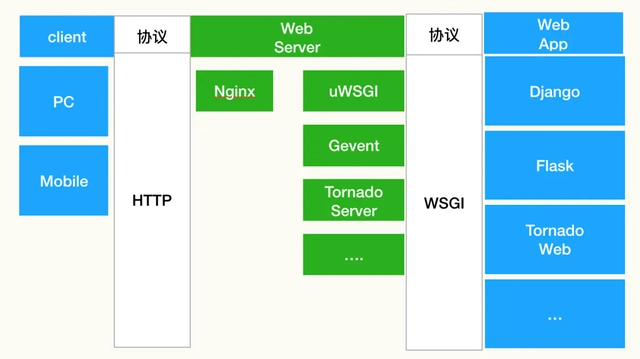 client
协议
Web
Server
协议
Web
App
PC
Mobile
HTTP
Nginx
uWSGI
Gevent
Tornado
Server
....
WSGI
Django
Flask
Tornado
Web
...